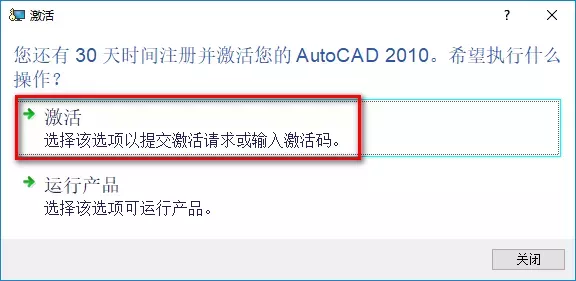 激活
?
您还有 30 天时间注册并激活您的 AutoCAD 2010。希望执行什么
操作?
激活
选择该选项以提交激活请求或输入激活码。
运行产品
选择该选项可运行产品。
关闭